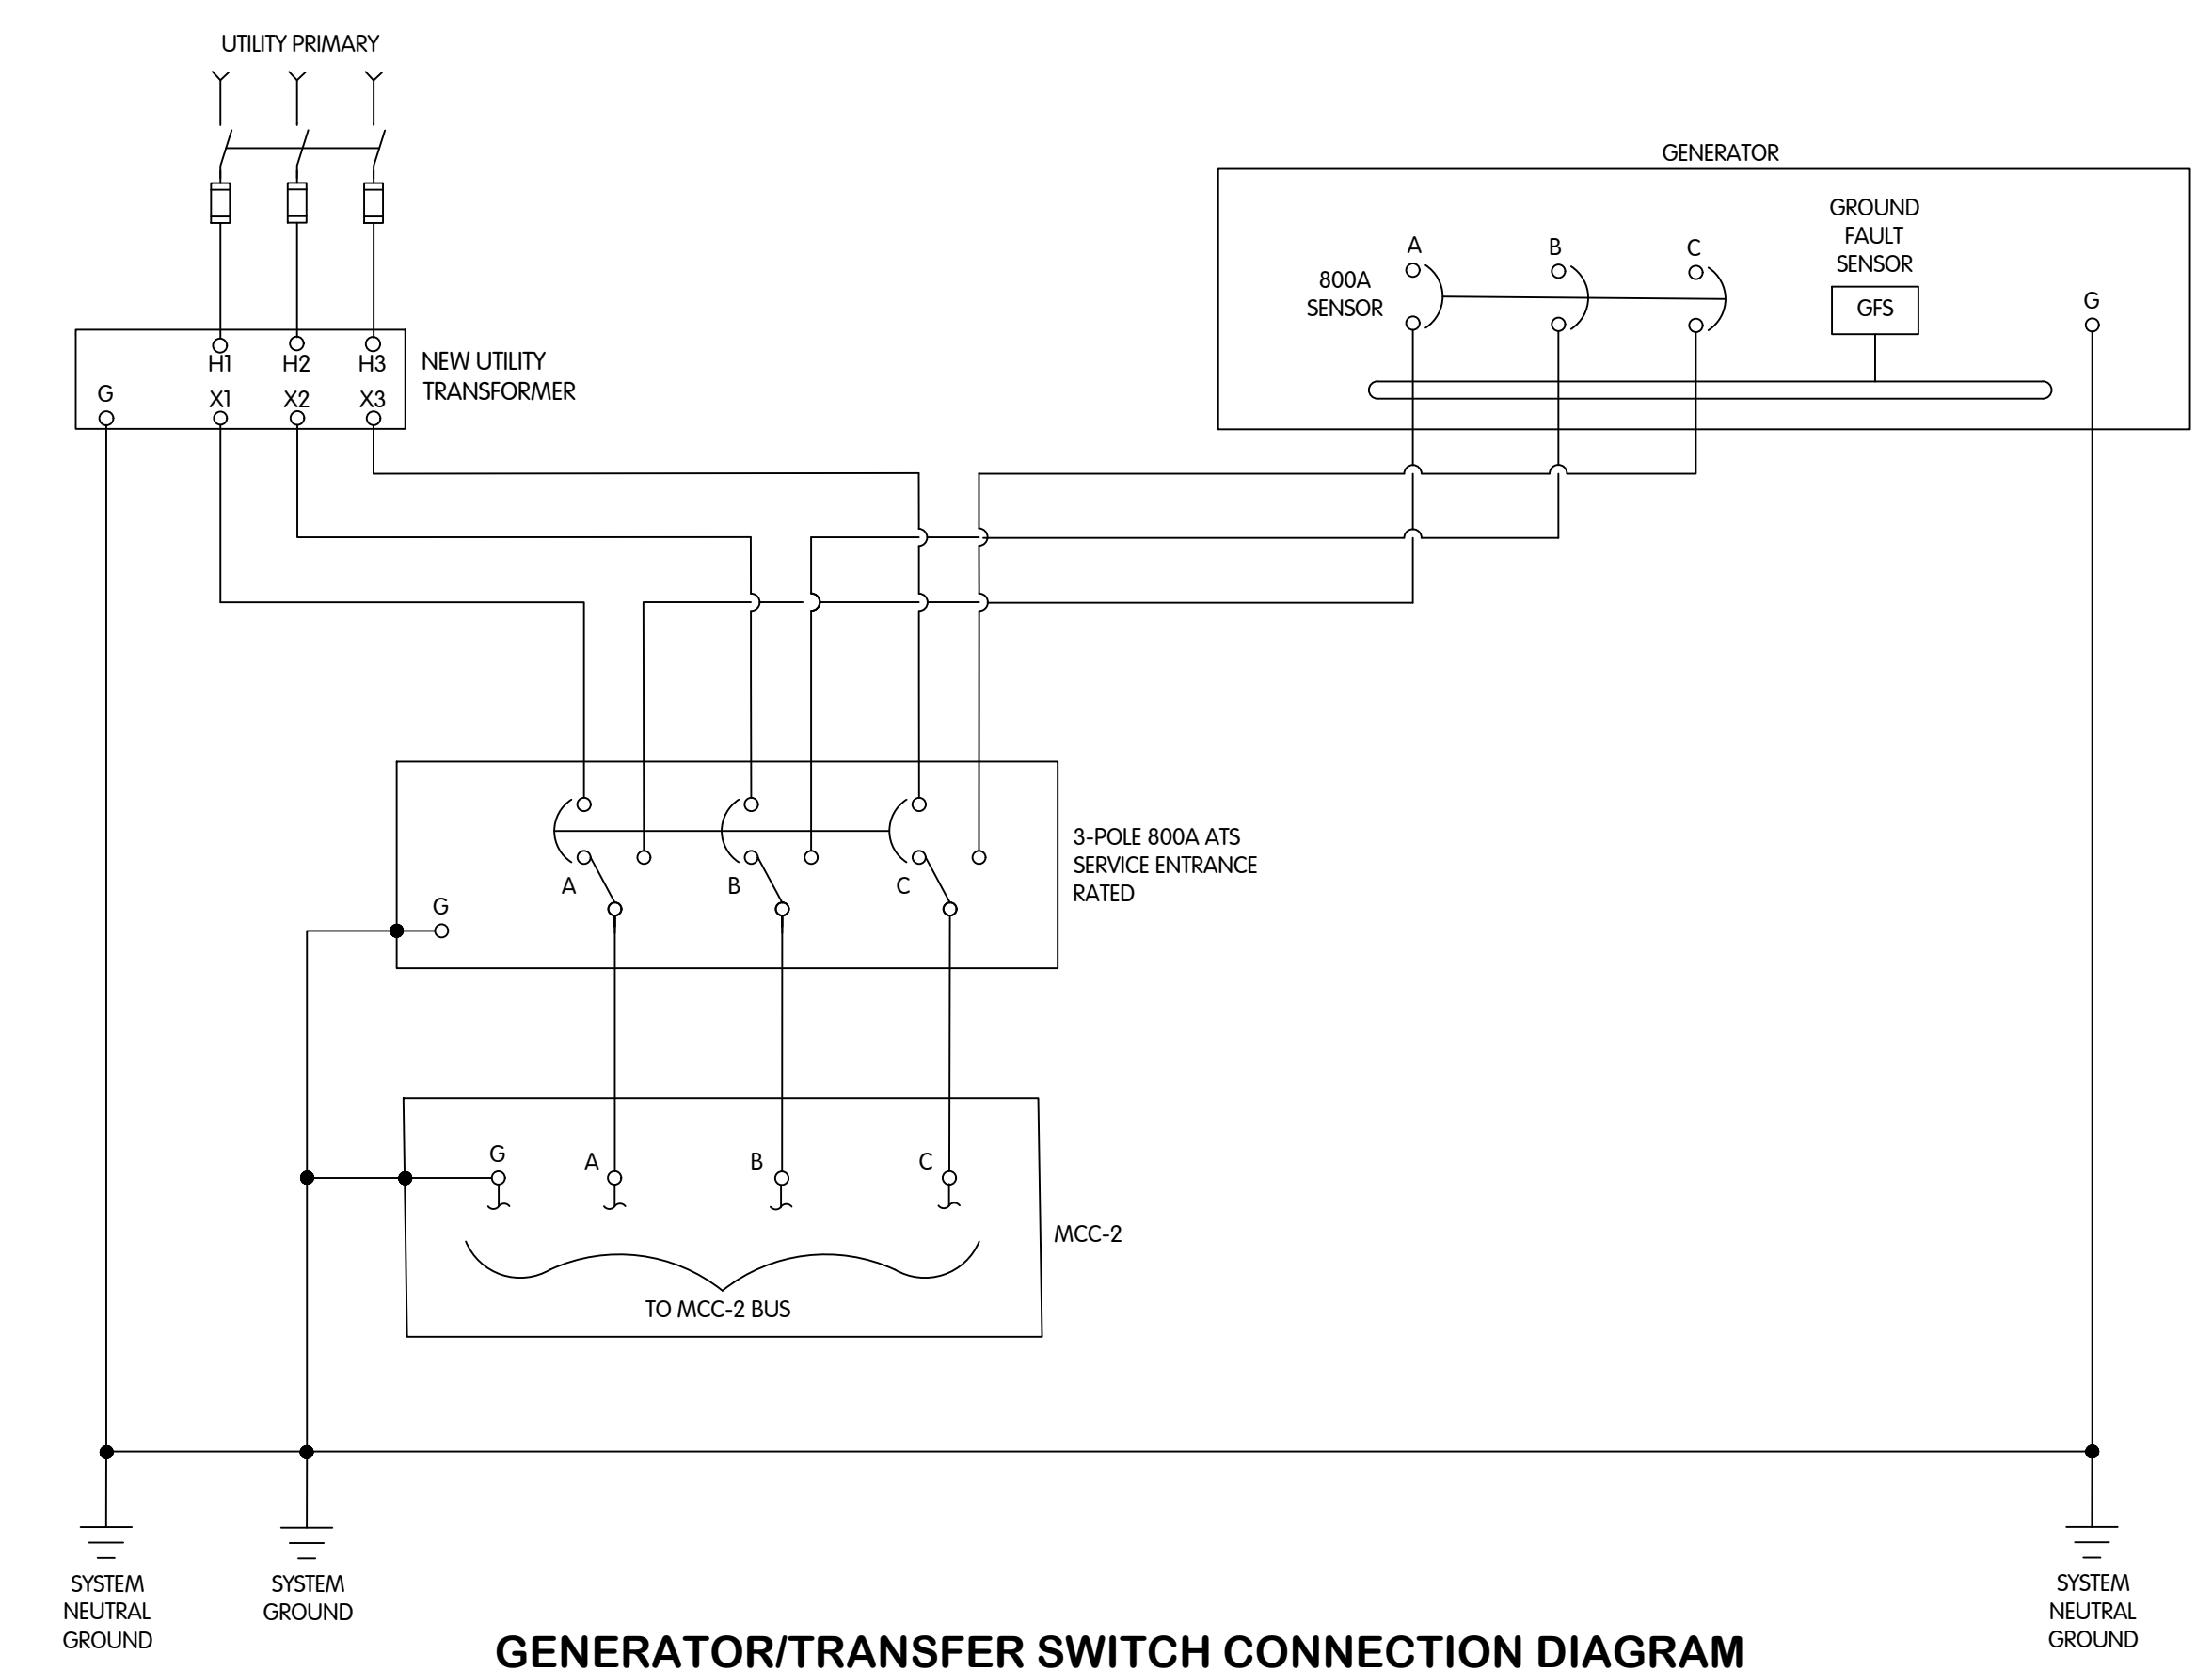 UTILITY PRIMARY
GENERATOR
GROUND
FAULT
SENSOR
GFS
A
B
C
800A
SENSOR
G
H1
H2
H3
X1
X2
X3
G
NEW UTILITY
TRANSFORMER
A
B
C
G
3-POLE 800A ATS
SERVICE ENTRANCE
RATED
G
A
B
C
MCC-2
TO MCC-2 BUS
SYSTEM
NEUTRAL
GROUND
SYSTEM
GROUND
SYSTEM
NEUTRAL
GROUND
GENERATOR/TRANSFER SWITCH CONNECTION DIAGRAM